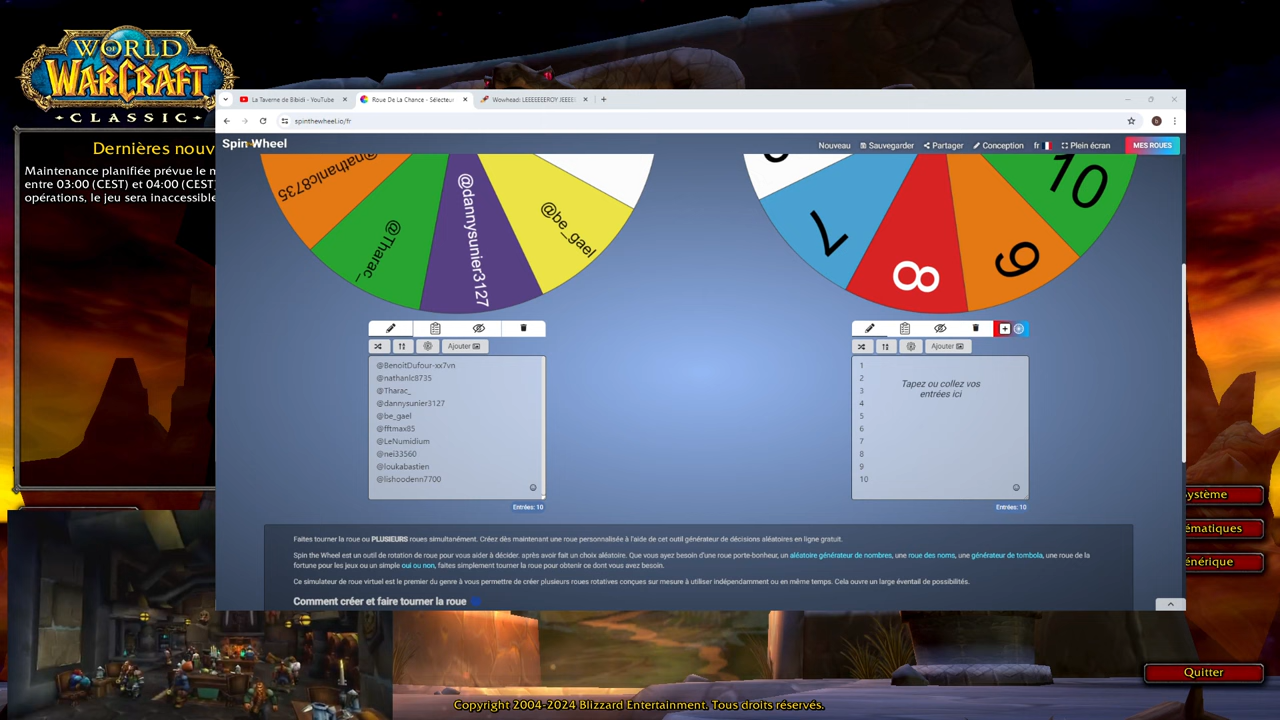 WORLD
WARCRAFT
CLASSIC
Dernières nouv
Maintenance planifiée prévue le m
entre 03:00 (CEST) et 04:00 (CEST
opérations, le jeu sera inaccessible
La Taverne de Bibidi - YouTube
Roue De La Chance - Sélecteur
Wowhead: LEEEEEEROY JEEEE
spinthewheel.io/fr
Spin Wheel
Nouveau
Sauvegarder
Partager
Conception
fr
Plein écran
MES ROUES
@nathanlc8735
@Tharac_
@dannysunier3127
@be_gael
7
8
9
10
Ajouter
@BenoitDufour-xx7vn
@nathanlc8735
@Tharac_
@dannysunier3127
@be_gael
@fftmax85
@LeNumidium
@nei33560
@loukabastien
@lishoodenn7700
Entrées: 10
Ajouter
1
2
3
4
5
6
7
8
9
10
Tapez ou collez vos
entrées ici
Entrées: 10
Faites tourner la roue ou PLUSIEURS roues simultanément. Créez dès maintenant une roue personnalisée à l'aide de cet outil générateur de décisions aléatoires en ligne gratuit.
Spin the Wheel est un outil de rotation de roue pour vous aider à décider. après avoir fait un choix aléatoire. Que vous ayez besoin d'une roue porte-bonheur, un aléatoire générateur de nombres, une roue des noms, une générateur de tombola, une roue de la
fortune pour les jeux ou un simple oui ou non, faites simplement tourner la roue pour obtenir ce dont vous avez besoin.
Ce simulateur de roue virtuel est le premier du genre à vous permettre de créer plusieurs roues rotatives conçues sur mesure à utiliser indépendamment ou en même temps. Cela ouvre un large éventail de possibilités.
Comment créer et faire tourner la roue
ystème
ématiques
énérique
Quitter
Copyright 2004-2024 Blizzard Entertainment. Tous droits réservés.